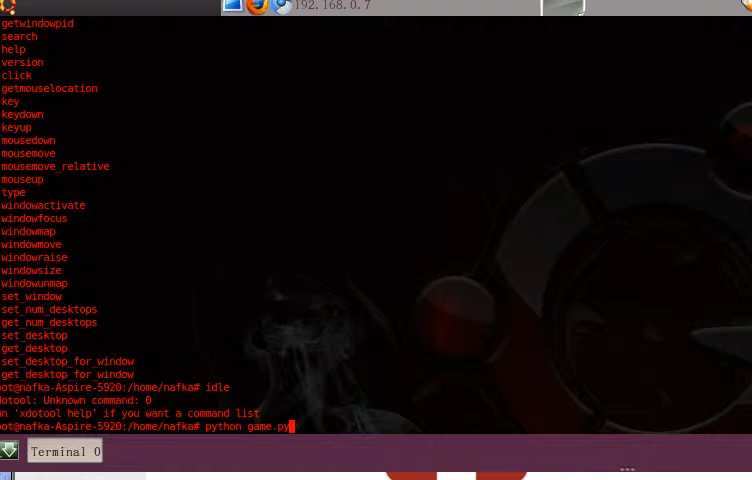 192.168.0.7
getwindowpid
search
help
version
click
getmouselocation
key
keydown
keyup
mousedown
mousemove
mousemove_relative
mouseup
type
windowactivate
windowfocus
windowmap
windowmove
windowraise
windowsize
windowunmap
set_window
set_num_desktops
get_num_desktops
set_desktop
get_desktop
set_desktop_for_window
get_desktop_for_window
ot@nafka-Aspire-5920:/home/nafka# idle
dotool: Unknown command: 0
un 'xdotool help' if you want a command list
ot@nafka-Aspire-5920:/home/nafka# python game.py
Terminal 0